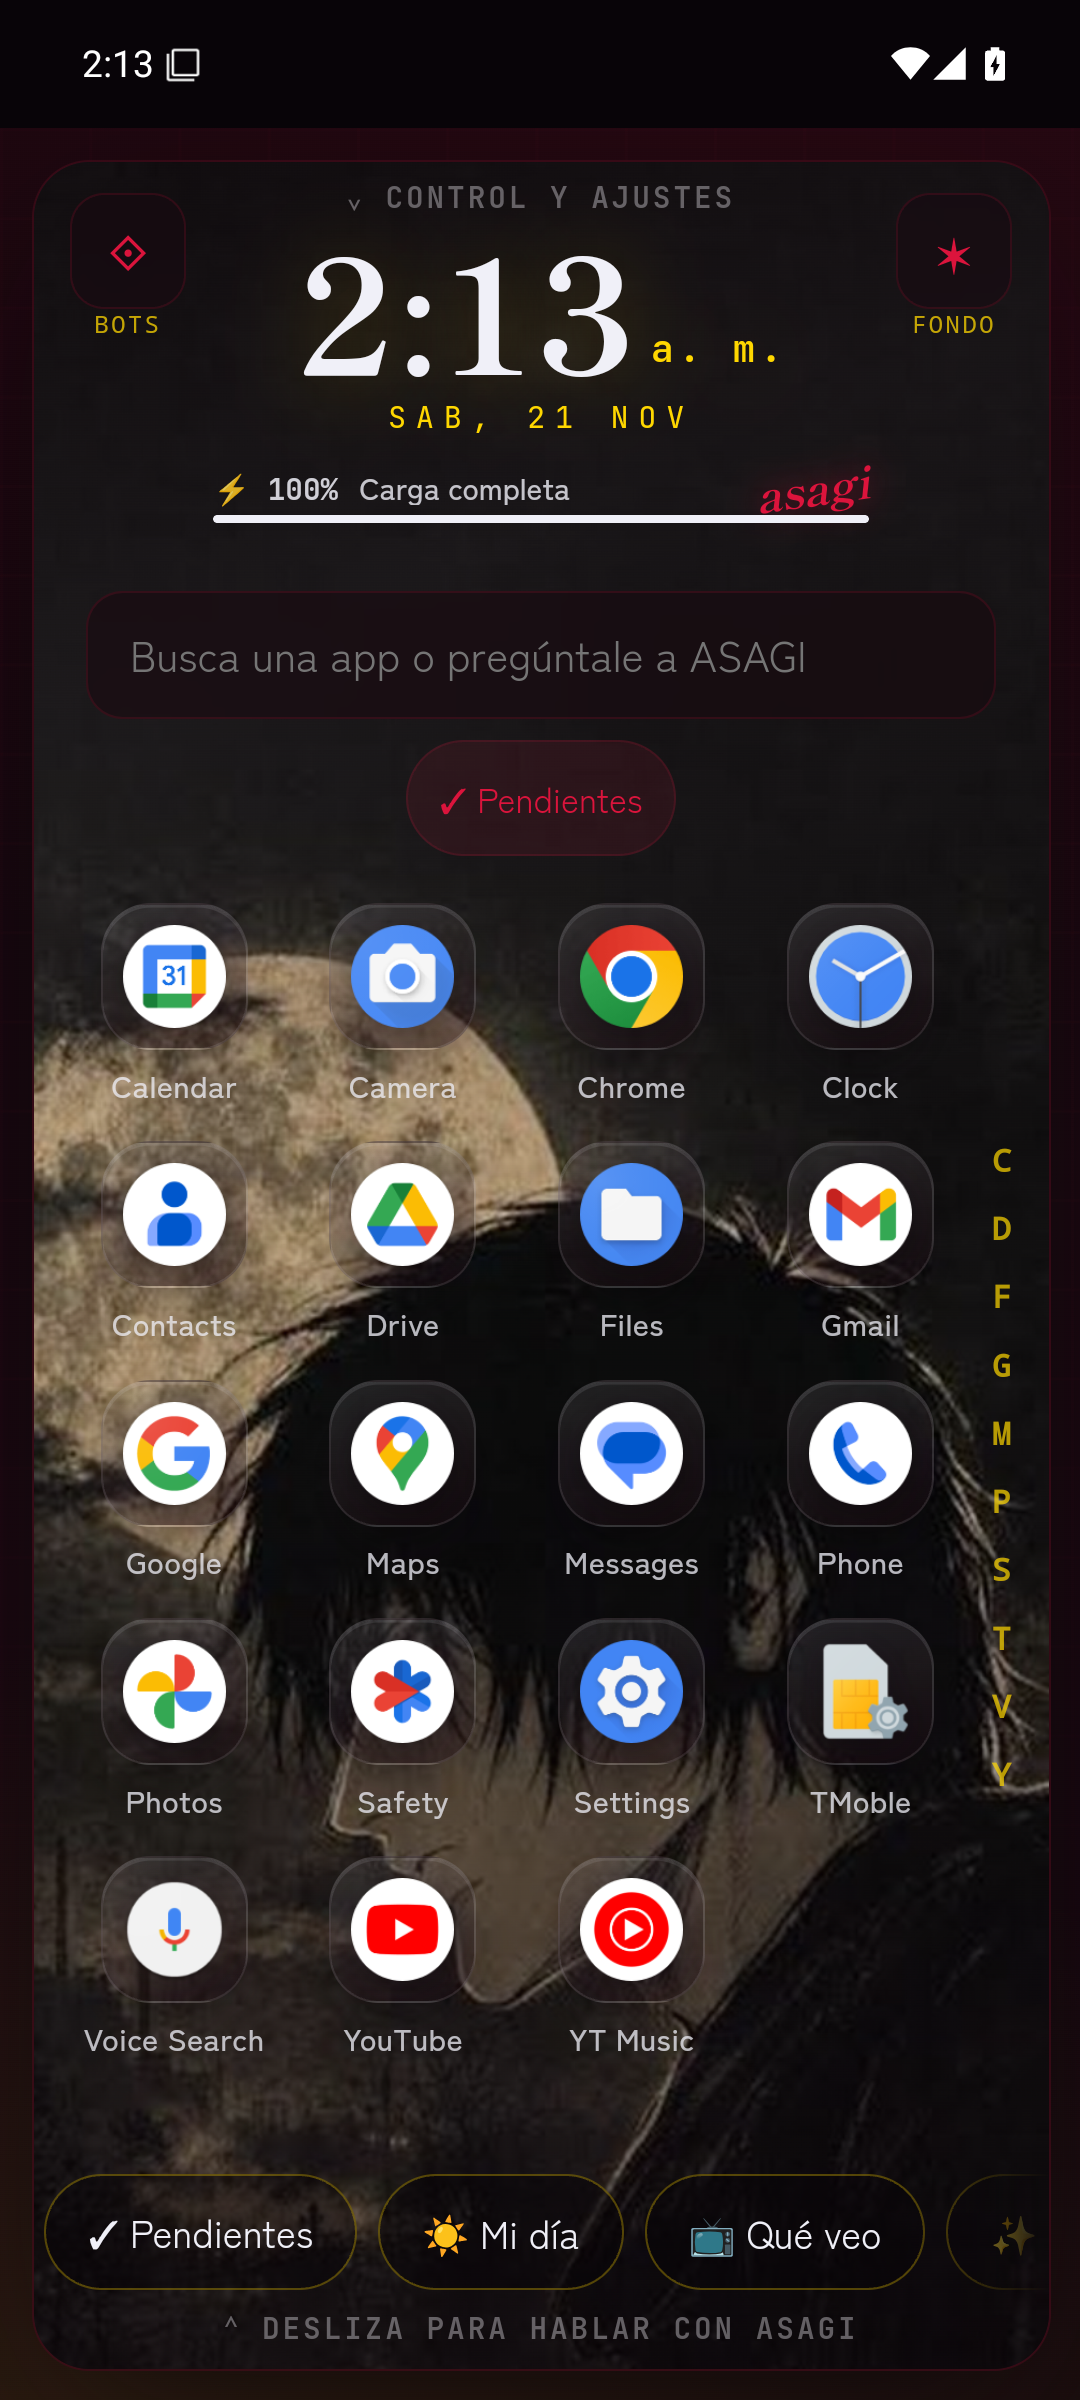 2:13
CONTROL Y AJUSTES
BOTS
FONDO
2:13 a. m.
SAB, 21 NOV
100% Carga completa
asagi
Busca una app o pregúntale a ASAGI
✓ Pendientes
31
Calendar
Camera
Chrome
Clock
Contacts
Drive
Files
Gmail
Google
Maps
Messages
Phone
Photos
Safety
Settings
TMoble
Voice Search
YouTube
YT Music
C
D
F
G
M
P
S
T
V
Y
✓ Pendientes
Mi día
Qué veo
^ DESLIZA PARA HABLAR CON ASAGI